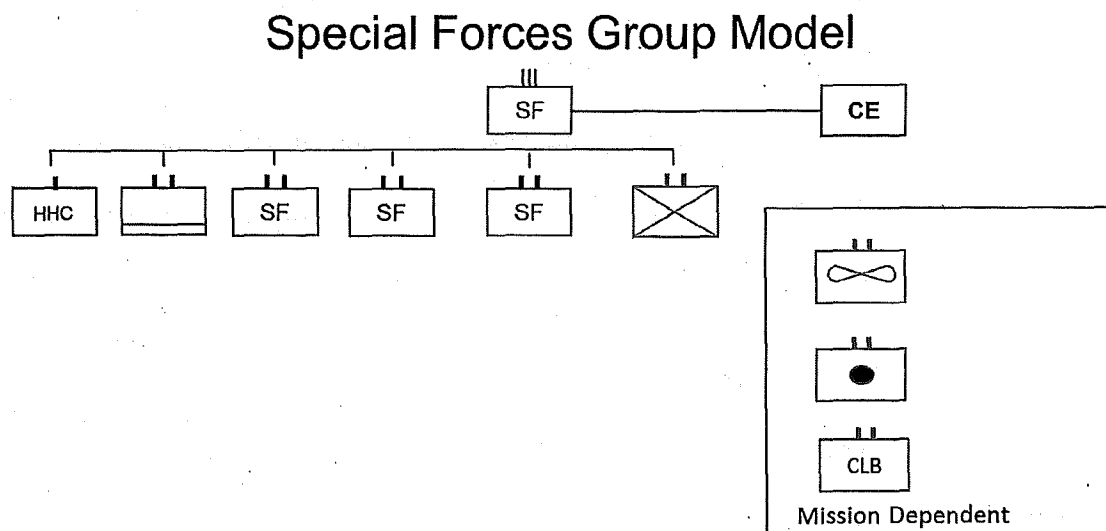 Special Forces Group Model
SF
CE
HHC
SF
SF
SF
CLB
Mission Dependent